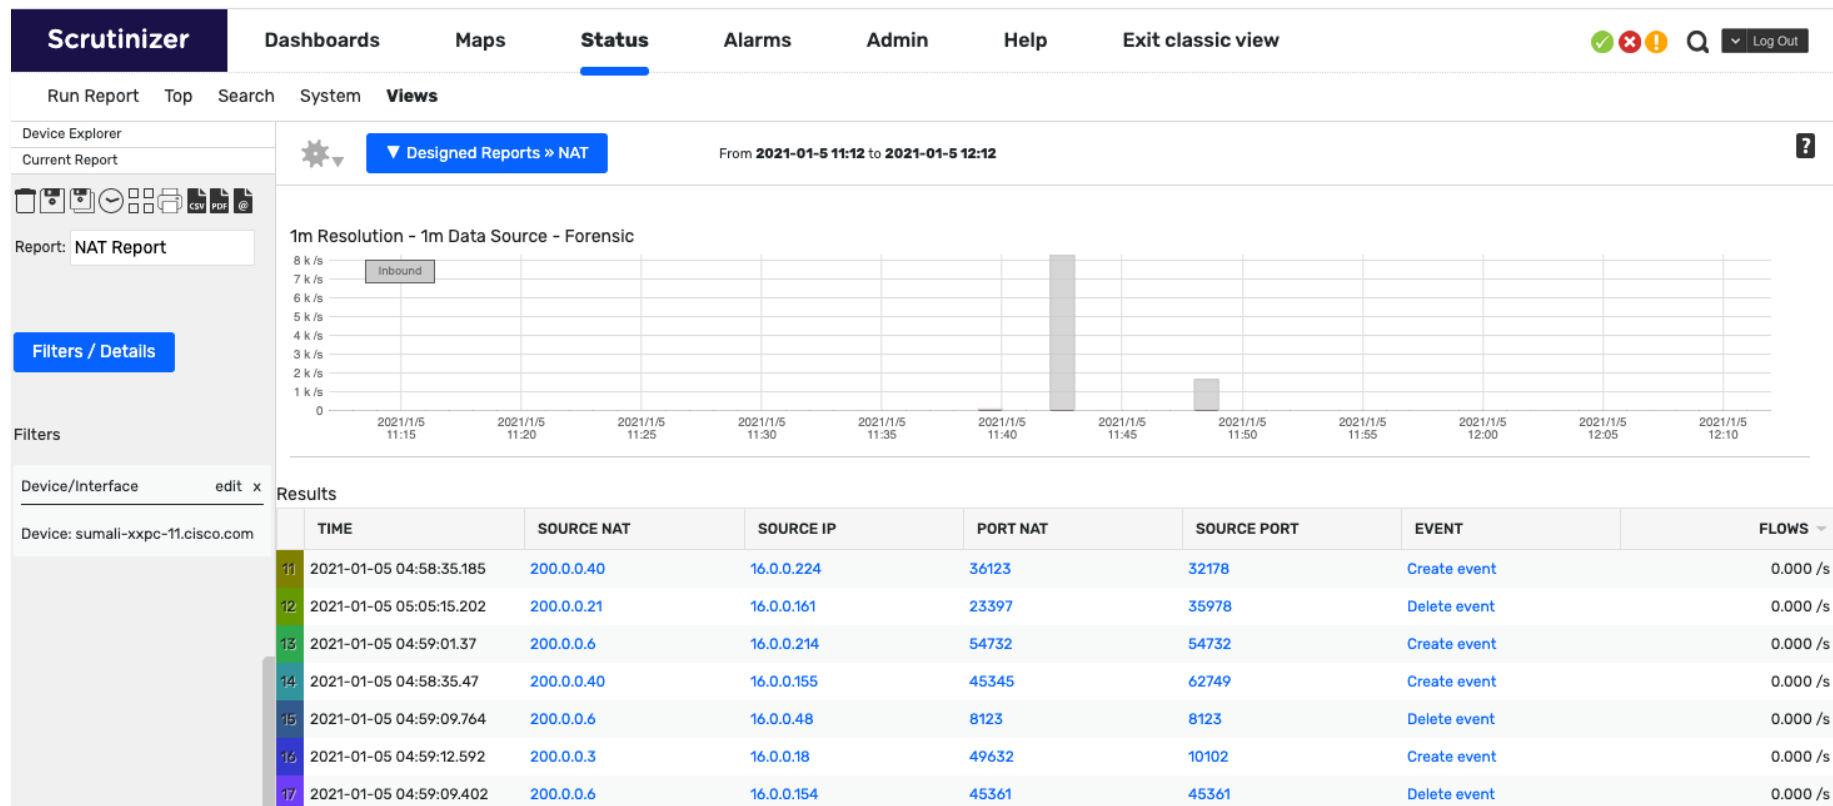 Scrutinizer Dashboards Maps Status Alarms Admin Help Exit classic view Log Out
Run Report Top Search System Views
Device Explorer
Current Report
▼ Designed Reports » NAT From 2021-01-5 11:12 to 2021-01-5 12:12 ?
CSV PDF @
Report: NAT Report
Filters / Details
Filters
Device/Interface edit x
Device: sumali-xxpc-11.cisco.com
1m Resolution - 1m Data Source - Forensic
Inbound
8 k /s
7 k /s
6 k /s
5 k /s
4 k /s
3 k /s
2 k /s
1 k /s
0
2021/1/5 2021/1/5 2021/1/5 2021/1/5 2021/1/5 2021/1/5 2021/1/5 2021/1/5 2021/1/5 2021/1/5 2021/1/5 2021/1/5
11:15 11:20 11:25 11:30 11:35 11:40 11:45 11:50 11:55 12:00 12:05 12:10
Results
TIME SOURCE NAT SOURCE IP PORT NAT SOURCE PORT EVENT FLOWS
11 2021-01-05 04:58:35.185 200.0.0.40 16.0.0.224 36123 32178 Create event 0.000 /s
12 2021-01-05 05:05:15.202 200.0.0.21 16.0.0.161 23397 35978 Delete event 0.000 /s
13 2021-01-05 04:59:01.37 200.0.0.6 16.0.0.214 54732 54732 Create event 0.000 /s
14 2021-01-05 04:58:35.47 200.0.0.40 16.0.0.155 45345 62749 Create event 0.000 /s
15 2021-01-05 04:59:09.764 200.0.0.6 16.0.0.48 8123 8123 Delete event 0.000 /s
16 2021-01-05 04:59:12.592 200.0.0.3 16.0.0.18 49632 10102 Create event 0.000 /s
17 2021-01-05 04:59:09.402 200.0.0.6 16.0.0.154 45361 45361 Delete event 0.000 /s